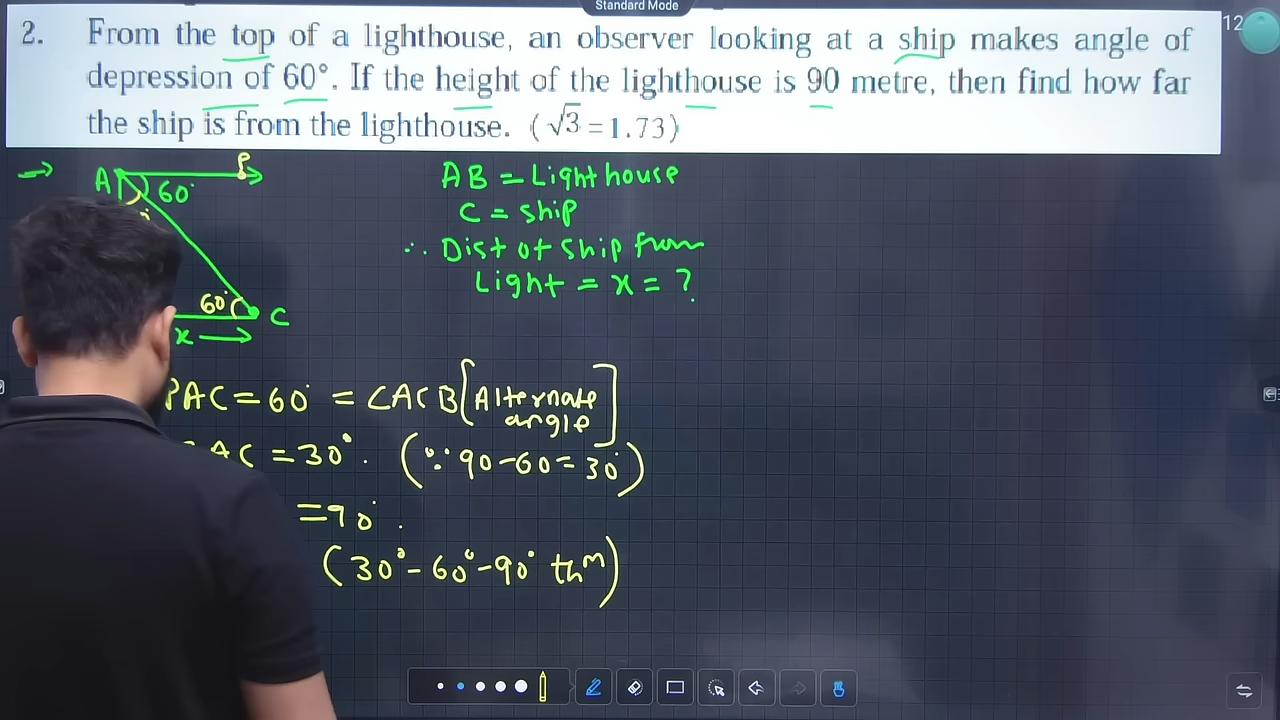 Standard Mode
12
2. From the top of a lighthouse, an observer looking at a ship makes angle of
depression of 60°. If the height of the lighthouse is 90 metre, then find how far
the ship is from the lighthouse. (√3 = 1.73)
A 60°
60° C
x →
AB = Lighthouse
C = Ship
∴ Dist of Ship from
Light = x = ?
PAC = 60° = ∠ACB [Alternate
angle]
AC = 30°. (∵ 90 - 60 = 30°)
= 90°.
(30° - 60° - 90° thm)